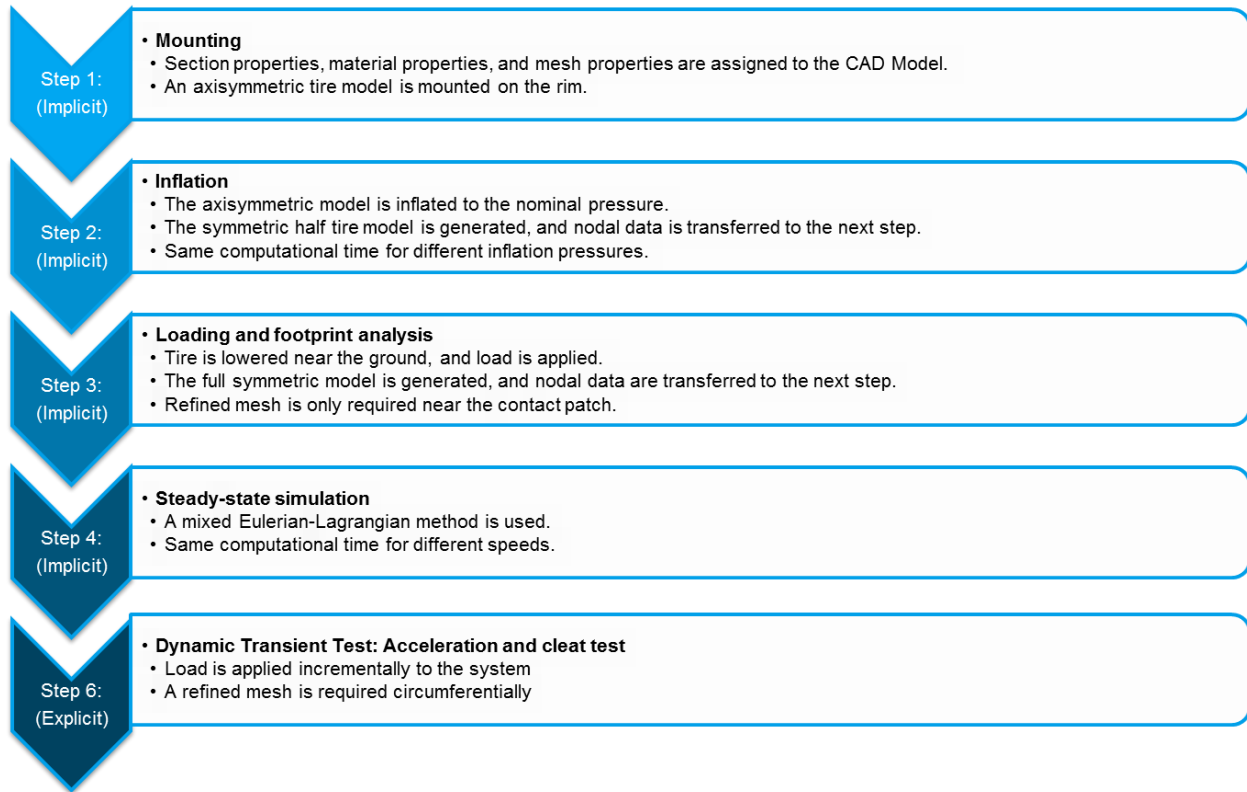 Step 1:
(Implicit)
• Mounting
• Section properties, material properties, and mesh properties are assigned to the CAD Model.
• An axisymmetric tire model is mounted on the rim.
Step 2:
(Implicit)
• Inflation
• The axisymmetric model is inflated to the nominal pressure.
• The symmetric half tire model is generated, and nodal data is transferred to the next step.
• Same computational time for different inflation pressures.
Step 3:
(Implicit)
• Loading and footprint analysis
• Tire is lowered near the ground, and load is applied.
• The full symmetric model is generated, and nodal data are transferred to the next step.
• Refined mesh is only required near the contact patch.
Step 4:
(Implicit)
• Steady-state simulation
• A mixed Eulerian-Lagrangian method is used.
• Same computational time for different speeds.
Step 6:
(Explicit)
• Dynamic Transient Test: Acceleration and cleat test
• Load is applied incrementally to the system
• A refined mesh is required circumferentially